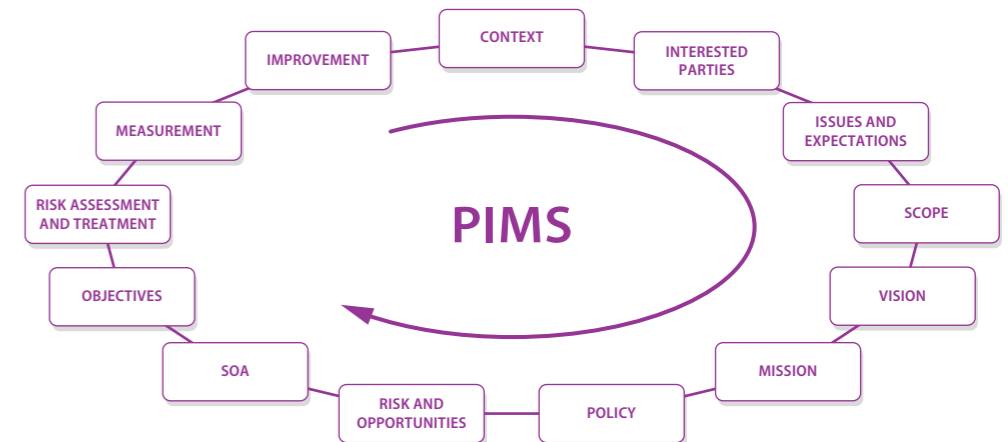 CONTEXT
INTERESTED
PARTIES
ISSUES AND
EXPECTATIONS
SCOPE
VISION
MISSION
POLICY
RISK AND
OPPORTUNITIES
SOA
OBJECTIVES
RISK ASSESSMENT
AND TREATMENT
MEASUREMENT
IMPROVEMENT
PIMS